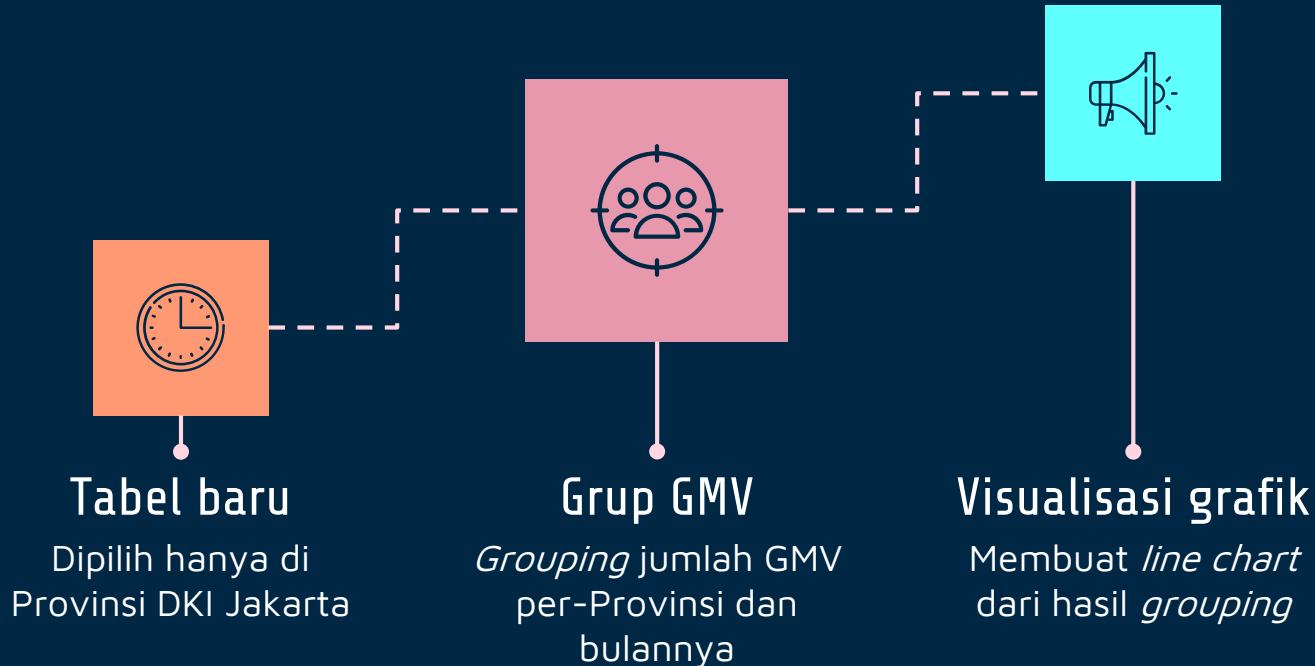 Tabel baru
Dipilih hanya di
Provinsi DKI Jakarta
Grup GMV
Grouping jumlah GMV
per-Provinsi dan
bulannya
Visualisasi grafik
Membuat line chart
dari hasil grouping